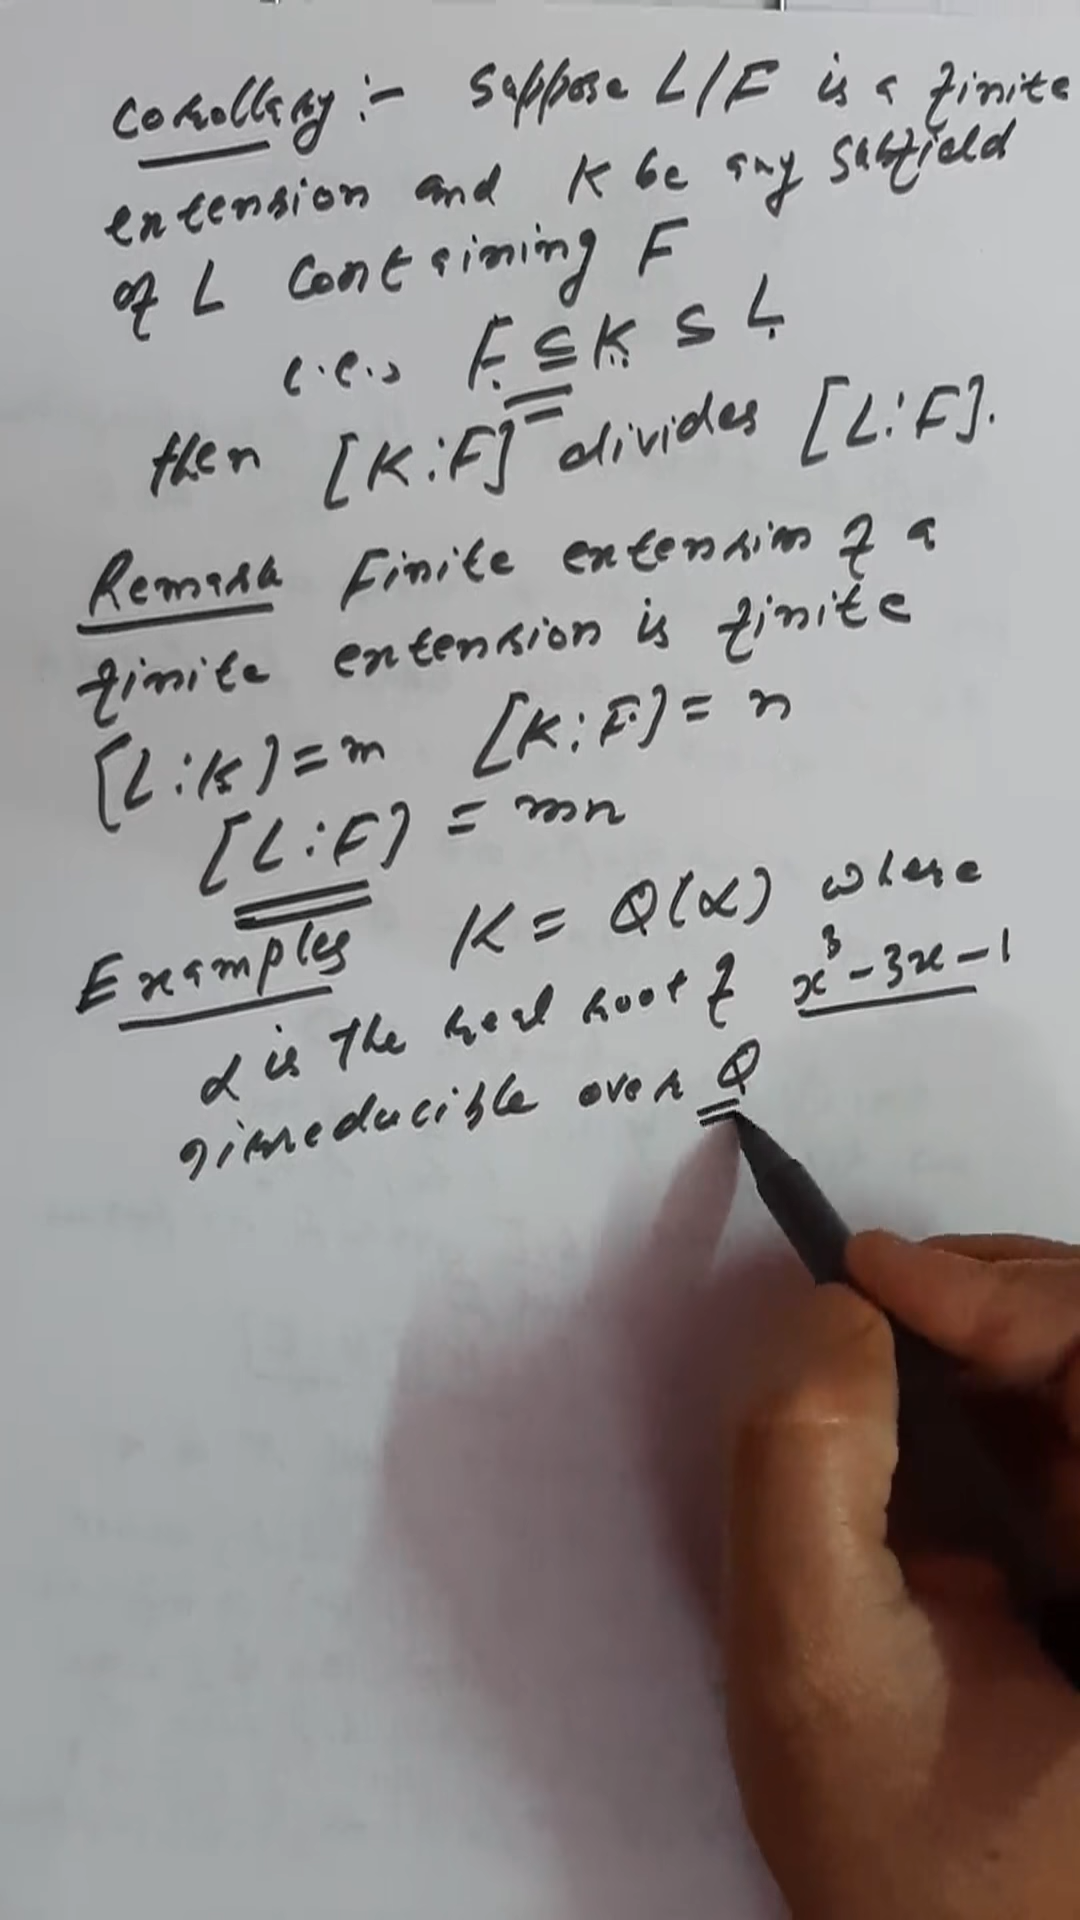 Corollary :- Suppose L/F is a finite
extension and K be any subfield
of L containing F
i.e., F ⊆ K ⊆ L
then [K:F] divides [L:F].
Remark Finite extension of a
finite extension is finite
[L:K]=m [K:F]=n
[L:F] = mn
Examples K = Q(α) where
α is the real root of x³-3x-1
irreducible over Q